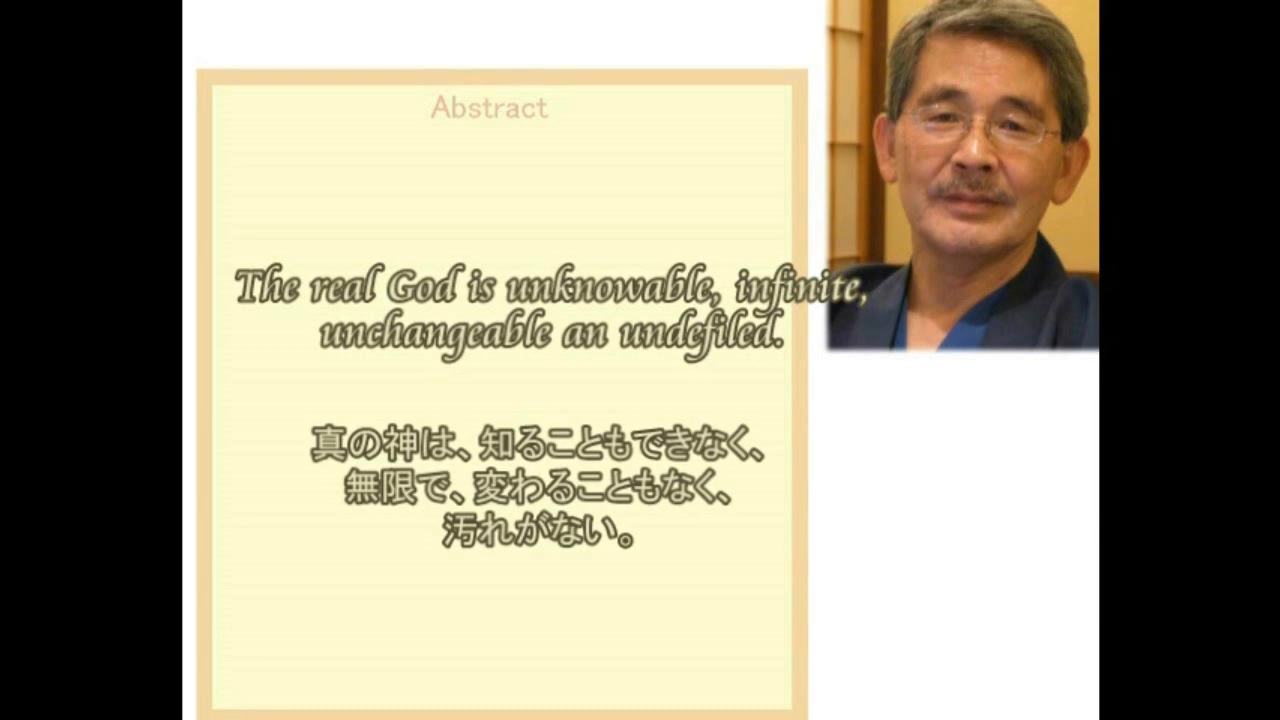 Abstract
The real God is unknowable, infinite,
unchangeable an undefiled.
真の神は、知ることもできなく、
無限で、変わることもなく、
汚れがない。